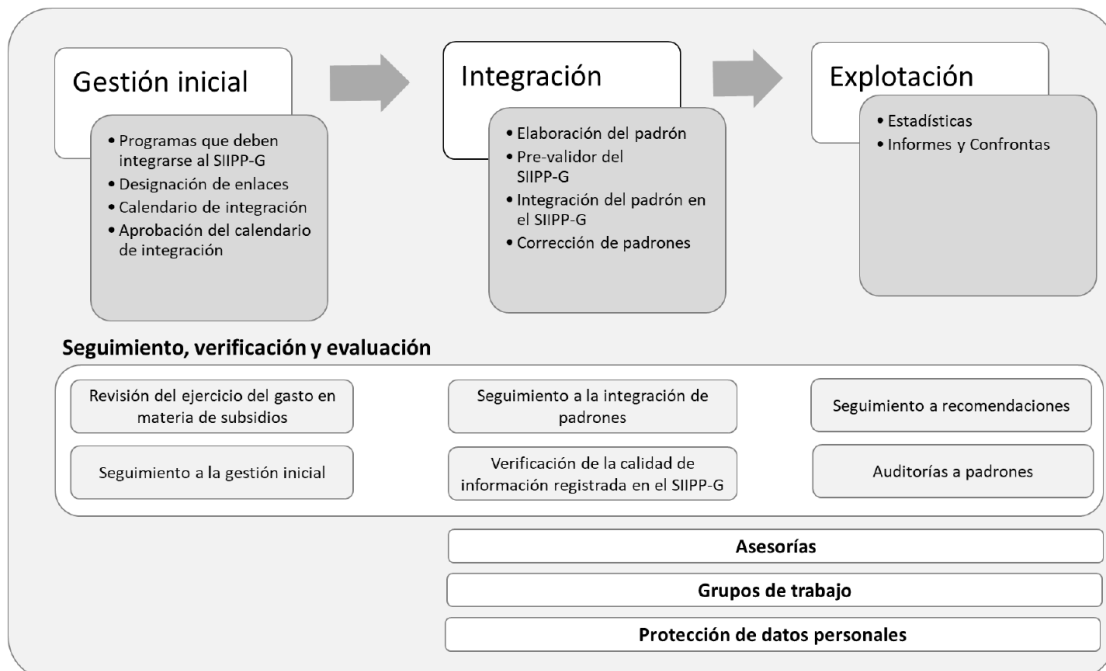 Gestión inicial
• Programas que deben
integrarse al SIIPP-G
• Designación de enlaces
• Calendario de integración
• Aprobación del calendario
de integración
Integración
• Elaboración del padrón
• Pre-validor del
SIIPP-G
• Integración del padrón en
el SIIPP-G
• Corrección de padrones
Explotación
• Estadísticas
• Informes y Confrontas
Seguimiento, verificación y evaluación
Revisión del ejercicio del gasto en
materia de subsidios
Seguimiento a la integración de
padrones
Seguimiento a recomendaciones
Seguimiento a la gestión inicial
Verificación de la calidad de
información registrada en el SIIPP-G
Auditorías a padrones
Asesorías
Grupos de trabajo
Protección de datos personales